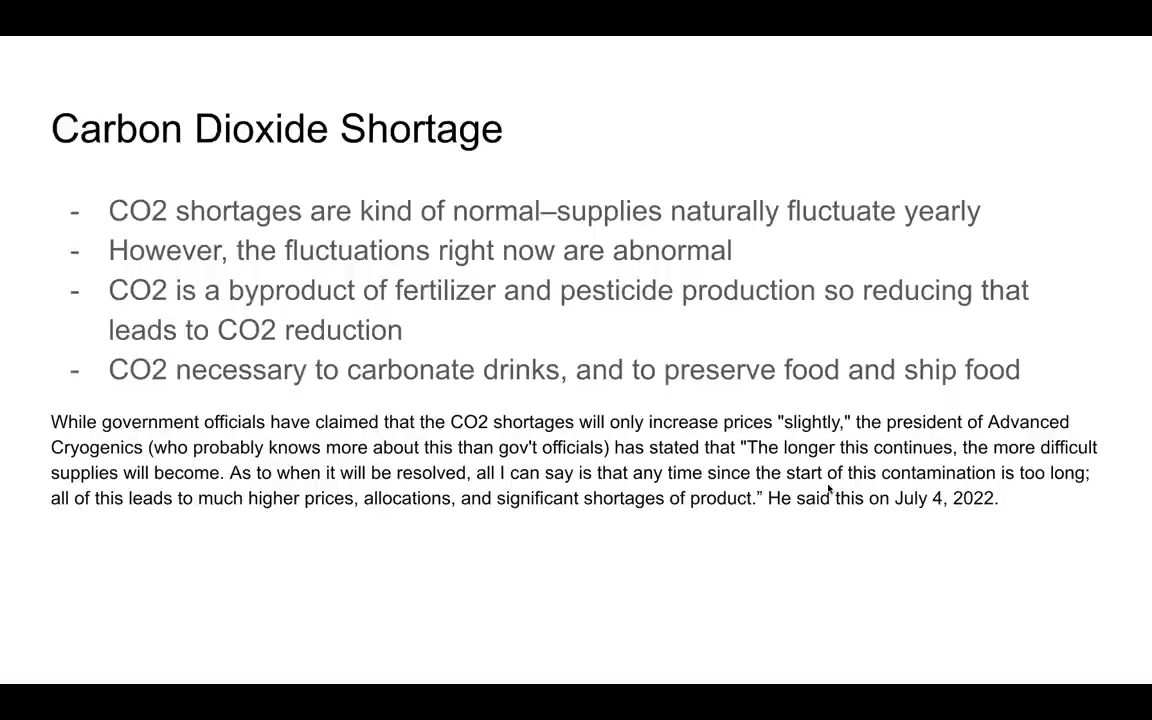 Carbon Dioxide Shortage
- CO2 shortages are kind of normal–supplies naturally fluctuate yearly
- However, the fluctuations right now are abnormal
- CO2 is a byproduct of fertilizer and pesticide production so reducing that
leads to CO2 reduction
- CO2 necessary to carbonate drinks, and to preserve food and ship food
While government officials have claimed that the CO2 shortages will only increase prices "slightly," the president of Advanced
Cryogenics (who probably knows more about this than gov't officials) has stated that "The longer this continues, the more difficult
supplies will become. As to when it will be resolved, all I can say is that any time since the start of this contamination is too long;
all of this leads to much higher prices, allocations, and significant shortages of product.” He said this on July 4, 2022.